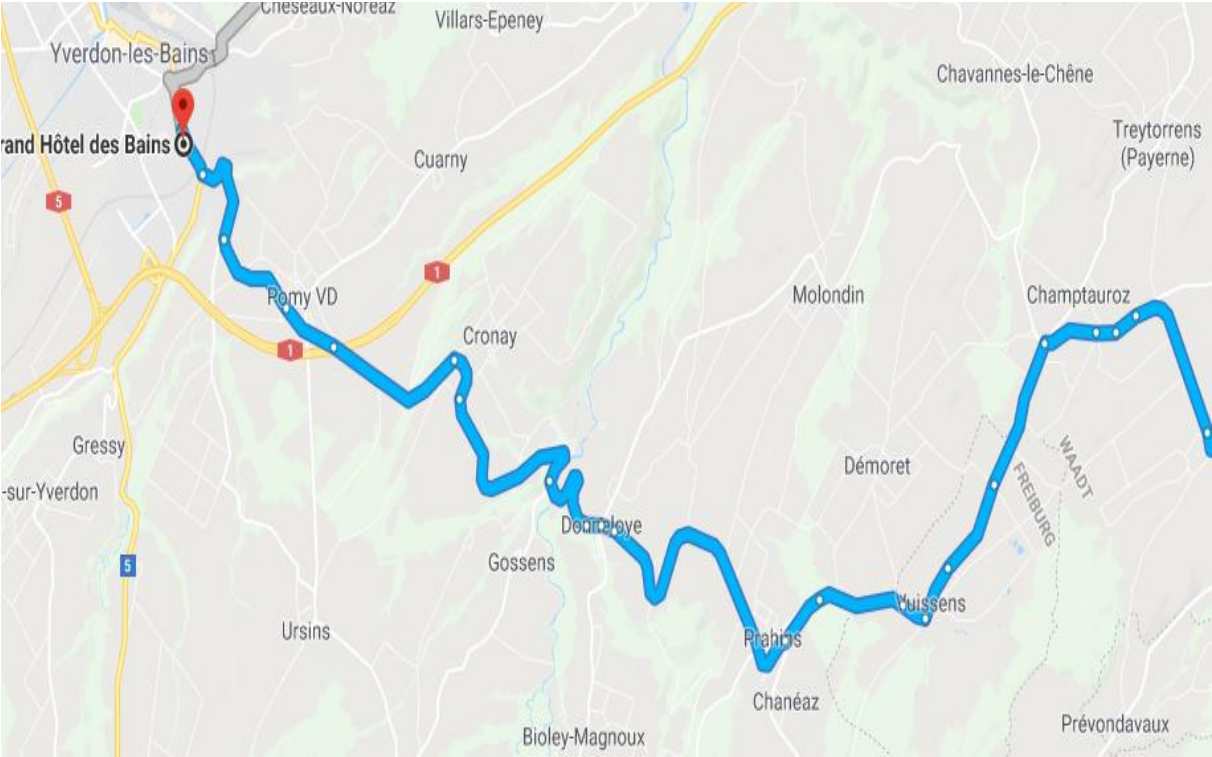 Cheseaux-Noréaz
Villars-Epeney
Yverdon-les-Bains
Chavannes-le-Chêne
Treytorrens
(Payerne)
rand Hôtel des Bains
Cuarny
5
1
Pomy VD
Molondin
Champtauroz
Cronay
1
Gressy
Démoret
WAADT
FREIBURG
-sur-Yverdon
Donneloye
5
Gossens
Vuissens
Ursins
Prahins
Chanéaz
Prévondavaux
Bioley-Magnoux